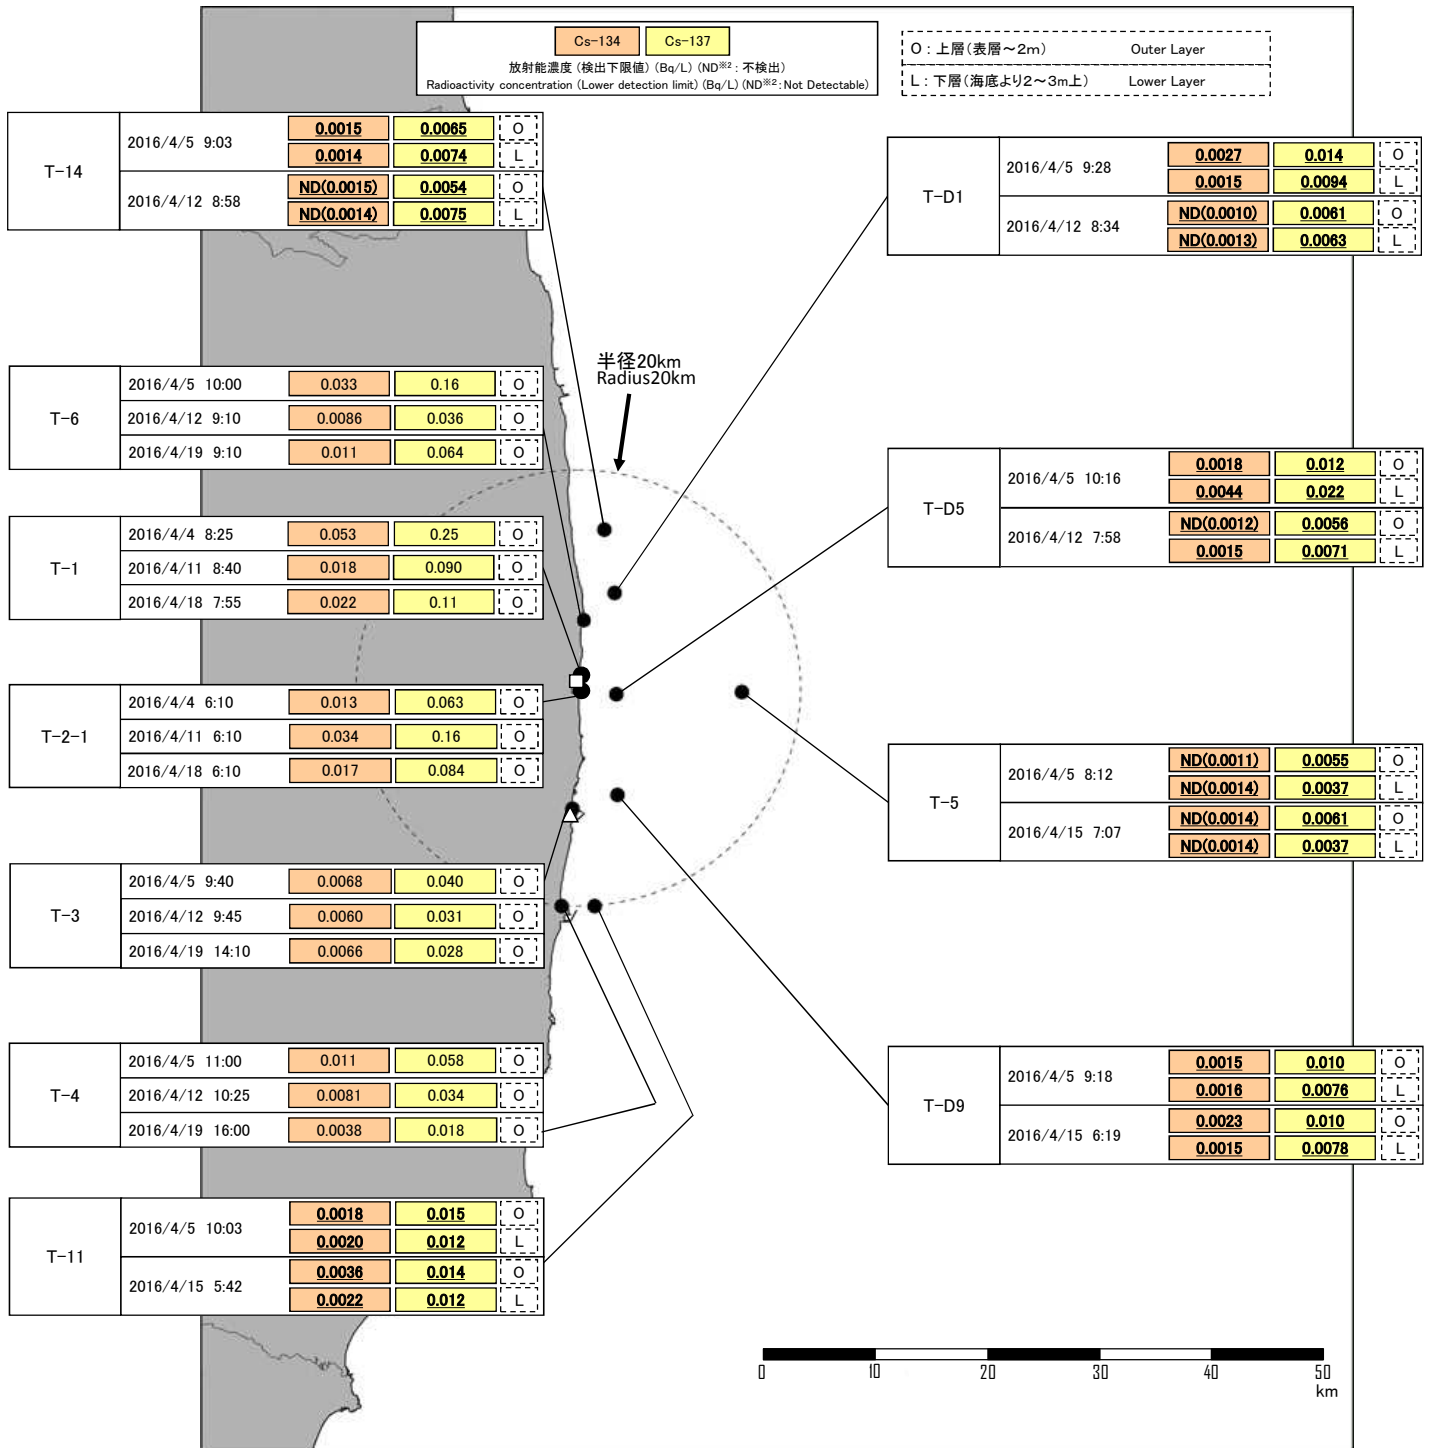 Cs-134 Cs-137
放射能濃度 (検出下限値) (Bq/L) (ND※2 : 不検出)
Radioactivity concentration (Lower detection limit) (Bq/L) (ND※2:Not Detectable)
O : 上層(表層～2m) Outer Layer
L : 下層(海底より2～3m上) Lower Layer
T-14
2016/4/5 9:03
0.0015 0.0065 O
0.0014 0.0074 L
2016/4/12 8:58
ND(0.0015) 0.0054 O
ND(0.0014) 0.0075 L
T-D1
2016/4/5 9:28
0.0027 0.014 O
0.0015 0.0094 L
2016/4/12 8:34
ND(0.0010) 0.0061 O
ND(0.0013) 0.0063 L
半径20km
Radius20km
T-6
2016/4/5 10:00 0.033 0.16 O
2016/4/12 9:10 0.0086 0.036 O
2016/4/19 9:10 0.011 0.064 O
T-D5
2016/4/5 10:16
0.0018 0.012 O
0.0044 0.022 L
2016/4/12 7:58
ND(0.0012) 0.0056 O
0.0015 0.0071 L
T-1
2016/4/4 8:25 0.053 0.25 O
2016/4/11 8:40 0.018 0.090 O
2016/4/18 7:55 0.022 0.11 O
T-2-1
2016/4/4 6:10 0.013 0.063 O
2016/4/11 6:10 0.034 0.16 O
2016/4/18 6:10 0.017 0.084 O
T-5
2016/4/5 8:12
ND(0.0011) 0.0055 O
ND(0.0014) 0.0037 L
2016/4/15 7:07
ND(0.0014) 0.0061 O
ND(0.0014) 0.0037 L
T-3
2016/4/5 9:40 0.0068 0.040 O
2016/4/12 9:45 0.0060 0.031 O
2016/4/19 14:10 0.0066 0.028 O
T-4
2016/4/5 11:00 0.011 0.058 O
2016/4/12 10:25 0.0081 0.034 O
2016/4/19 16:00 0.0038 0.018 O
T-D9
2016/4/5 9:18
0.0015 0.010 O
0.0016 0.0076 L
2016/4/15 6:19
0.0023 0.010 O
0.0015 0.0078 L
T-11
2016/4/5 10:03
0.0018 0.015 O
0.0020 0.012 L
2016/4/15 5:42
0.0036 0.014 O
0.0022 0.012 L
0 10 20 30 40 50
km